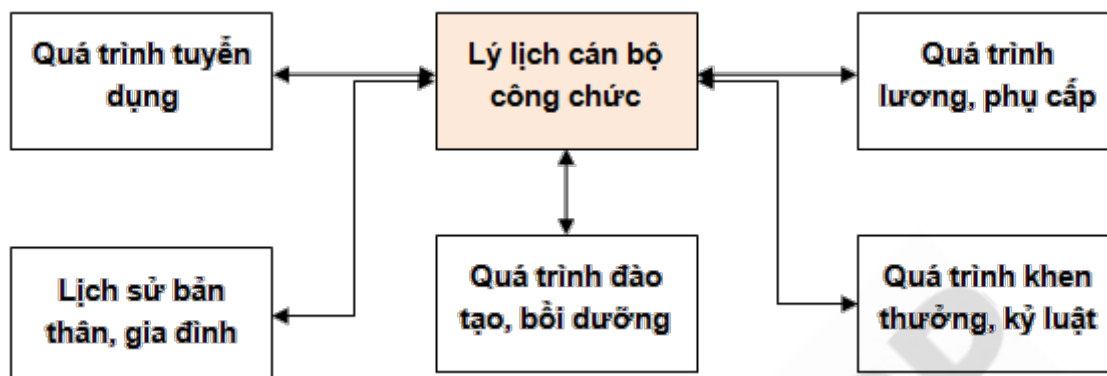 Quá trình tuyển
dụng
Lý lịch cán bộ
công chức
Quá trình
lương, phụ cấp
Lịch sử bản
thân, gia đình
Quá trình đào
tạo, bồi dưỡng
Quá trình khen
thưởng, kỷ luật